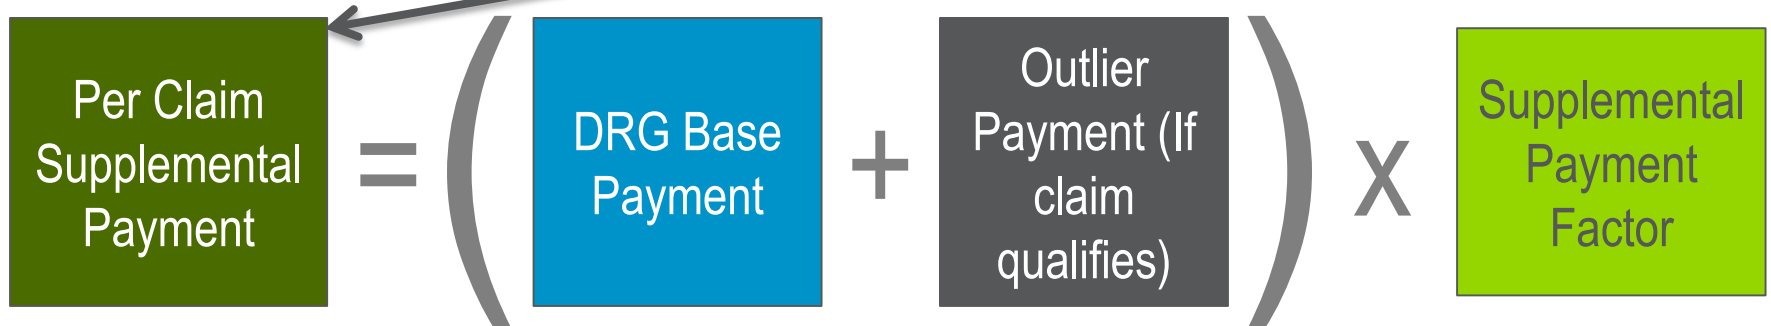 Per Claim
Supplemental
Payment
=
(
DRG Base
Payment
+
Outlier
Payment (If
claim
qualifies)
)
x
Supplemental
Payment
Factor